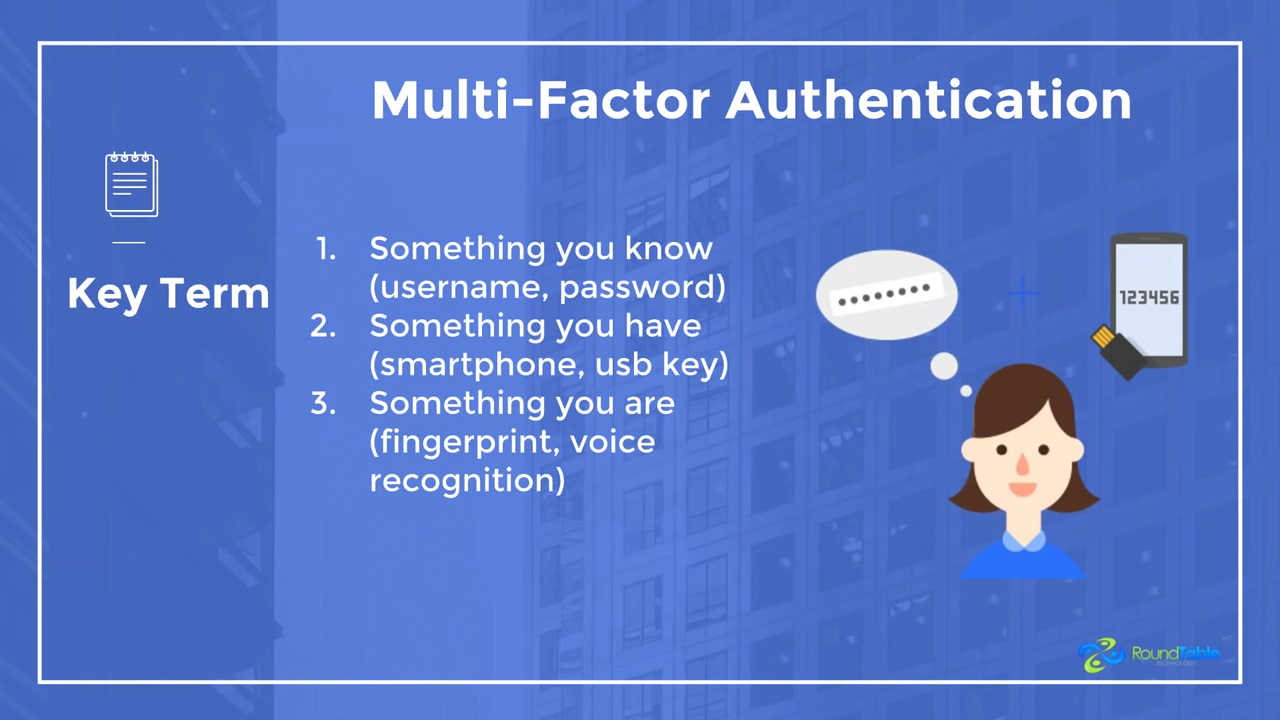 Multi-Factor Authentication
Key Term
1. Something you know
(username, password)
2. Something you have
(smartphone, usb key)
3. Something you are
(fingerprint, voice
recognition)
123456
RoundTable
TECHNOLOGY